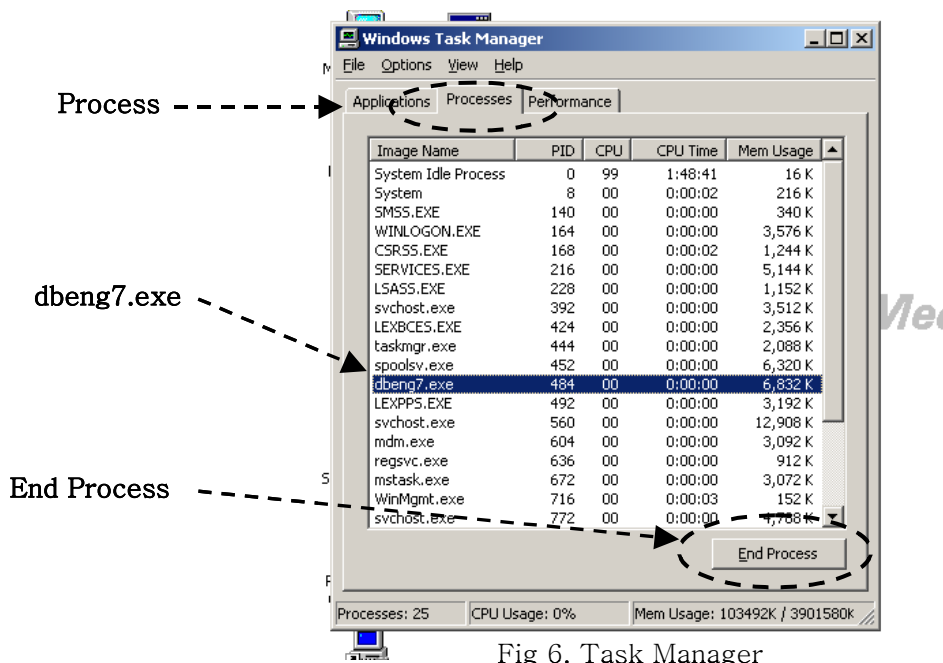 Windows Task Manager
File Options View Help
Process
Applications Processes Performance
Image Name PID CPU CPU Time Mem Usage
System Idle Process 0 99 1:48:41 16 K
System 8 00 0:00:02 216 K
SMSS.EXE 140 00 0:00:00 340 K
WINLOGON.EXE 164 00 0:00:00 3,576 K
CSRSS.EXE 168 00 0:00:02 1,244 K
SERVICES.EXE 216 00 0:00:00 5,144 K
LSASS.EXE 228 00 0:00:00 1,152 K
dbeng7.exe
svchost.exe 392 00 0:00:00 3,512 K
LEXBCES.EXE 424 00 0:00:00 2,356 K
taskmgr.exe 444 00 0:00:00 2,088 K
spoolsv.exe 452 00 0:00:00 6,320 K
dbeng7.exe 484 00 0:00:00 6,832 K
LEXPPS.EXE 492 00 0:00:00 3,192 K
svchost.exe 560 00 0:00:00 12,908 K
mdm.exe 604 00 0:00:00 3,092 K
regsvc.exe 636 00 0:00:00 912 K
mstask.exe 672 00 0:00:00 3,072 K
End Process
WinMgmt.exe 716 00 0:00:03 152 K
svchost.exe 772 00 0:00:00 4,788 K
End Process
Processes: 25 CPU Usage: 0% Mem Usage: 103492K / 3901580K
Fig 6. Task Manager